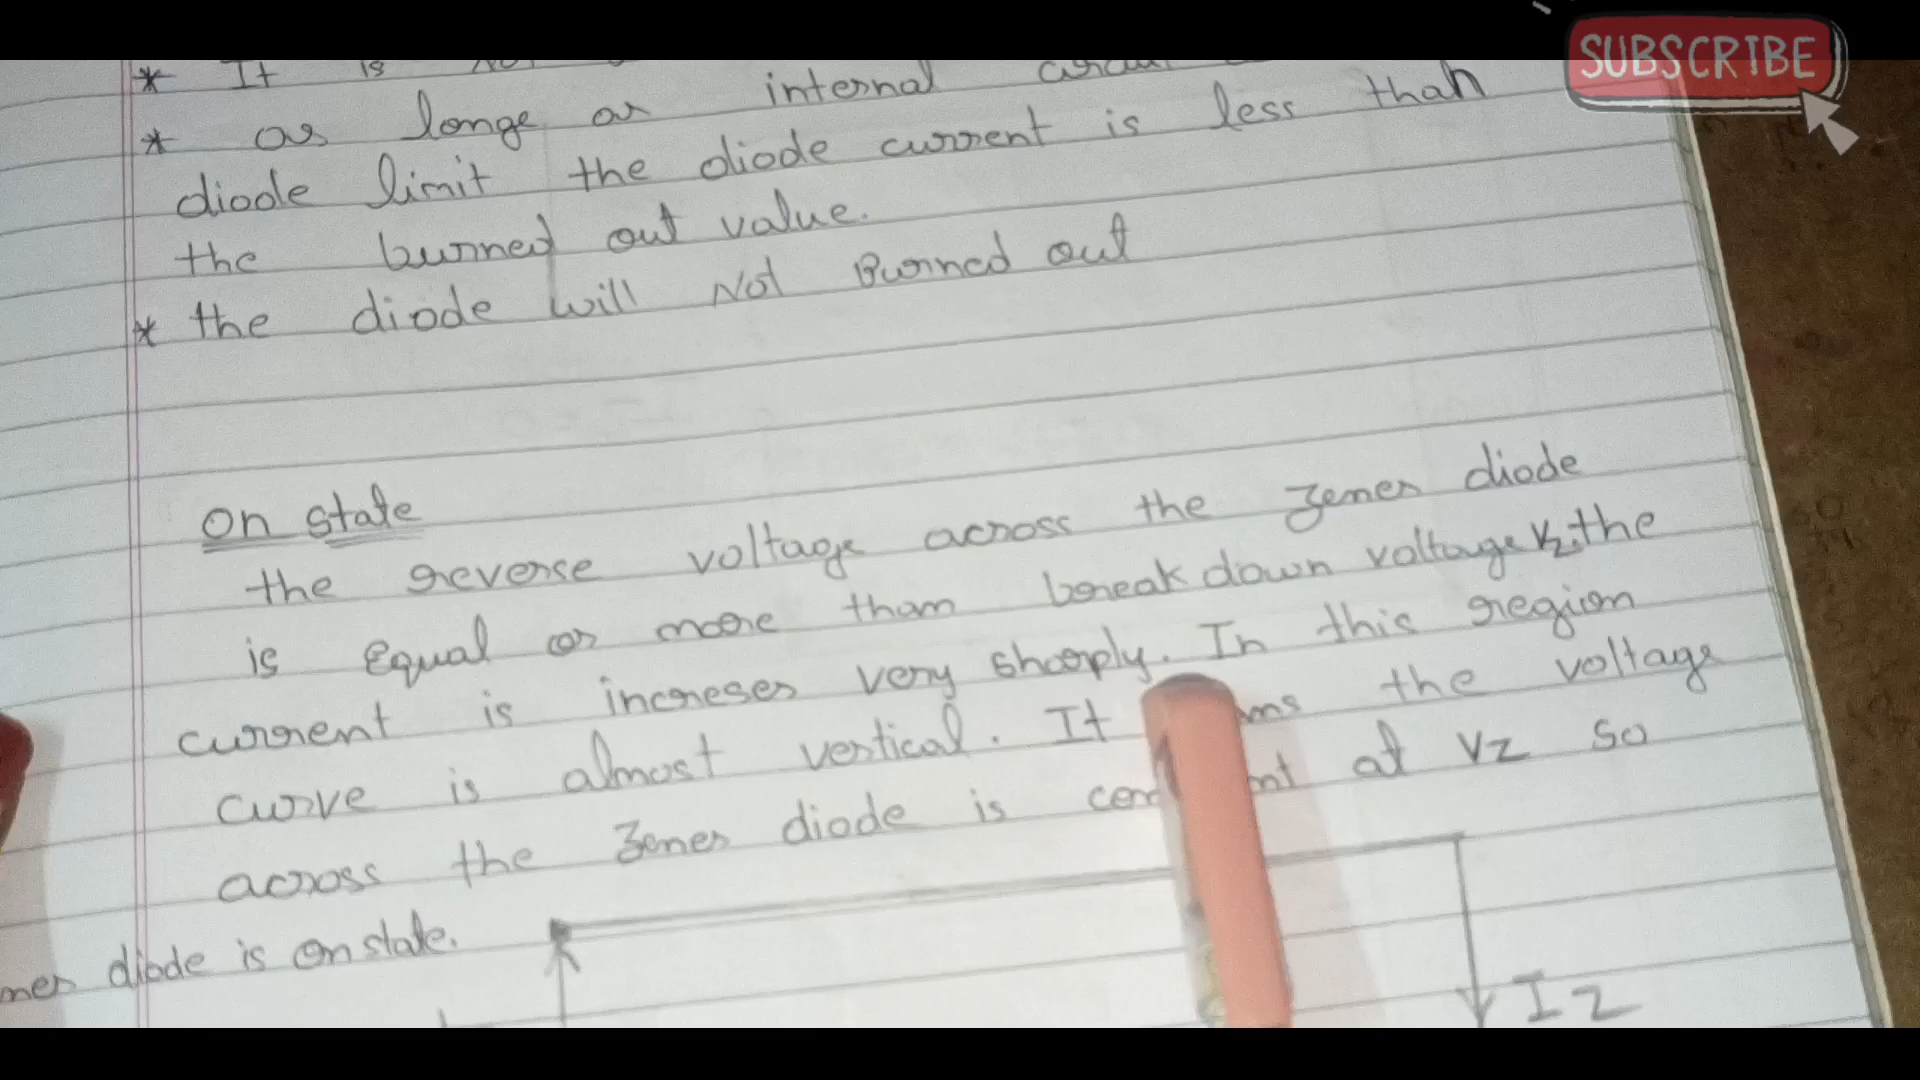 SUBSCRIBE
* It is
* as longe as internal
diode limit the diode current is less than
the burned out value.
* the diode will Not Burned out
On state
the reverse voltage across the zener diode
is Equal or more than break down voltage Vz. the
current is increses very sharply. In this region
curve is almost vertical. It the voltage
across the Zener diode is at VZ so
diode is on state.
IZ